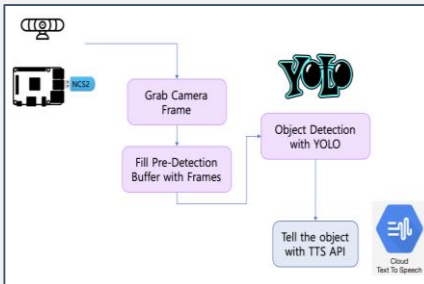 NCS2
Grab Camera
Frame
Fill Pre-Detection
Buffer with Frames
YOLO
Object Detection
with YOLO
Tell the object
with TTS API
Cloud
Text To Speech